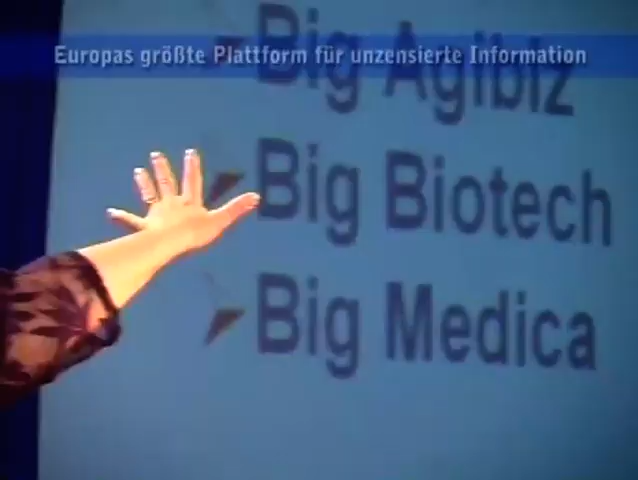 Europas größte Plattform für unzensierte Information
Big Agibiz
Big Biotech
Big Medica